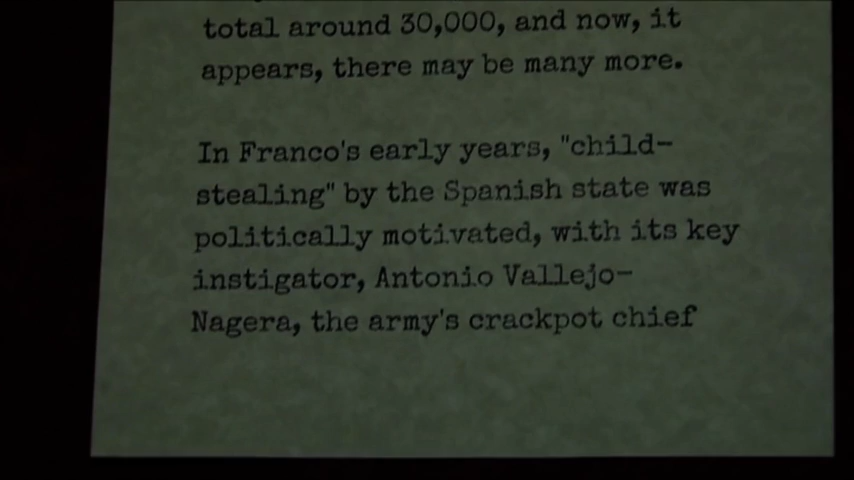 total around 30,000, and now, it
appears, there may be many more.
In Franco's early years, "child-
stealing" by the Spanish state was
politically motivated, with its key
instigator, Antonio Vallejo-
Nagera, the army's crackpot chief